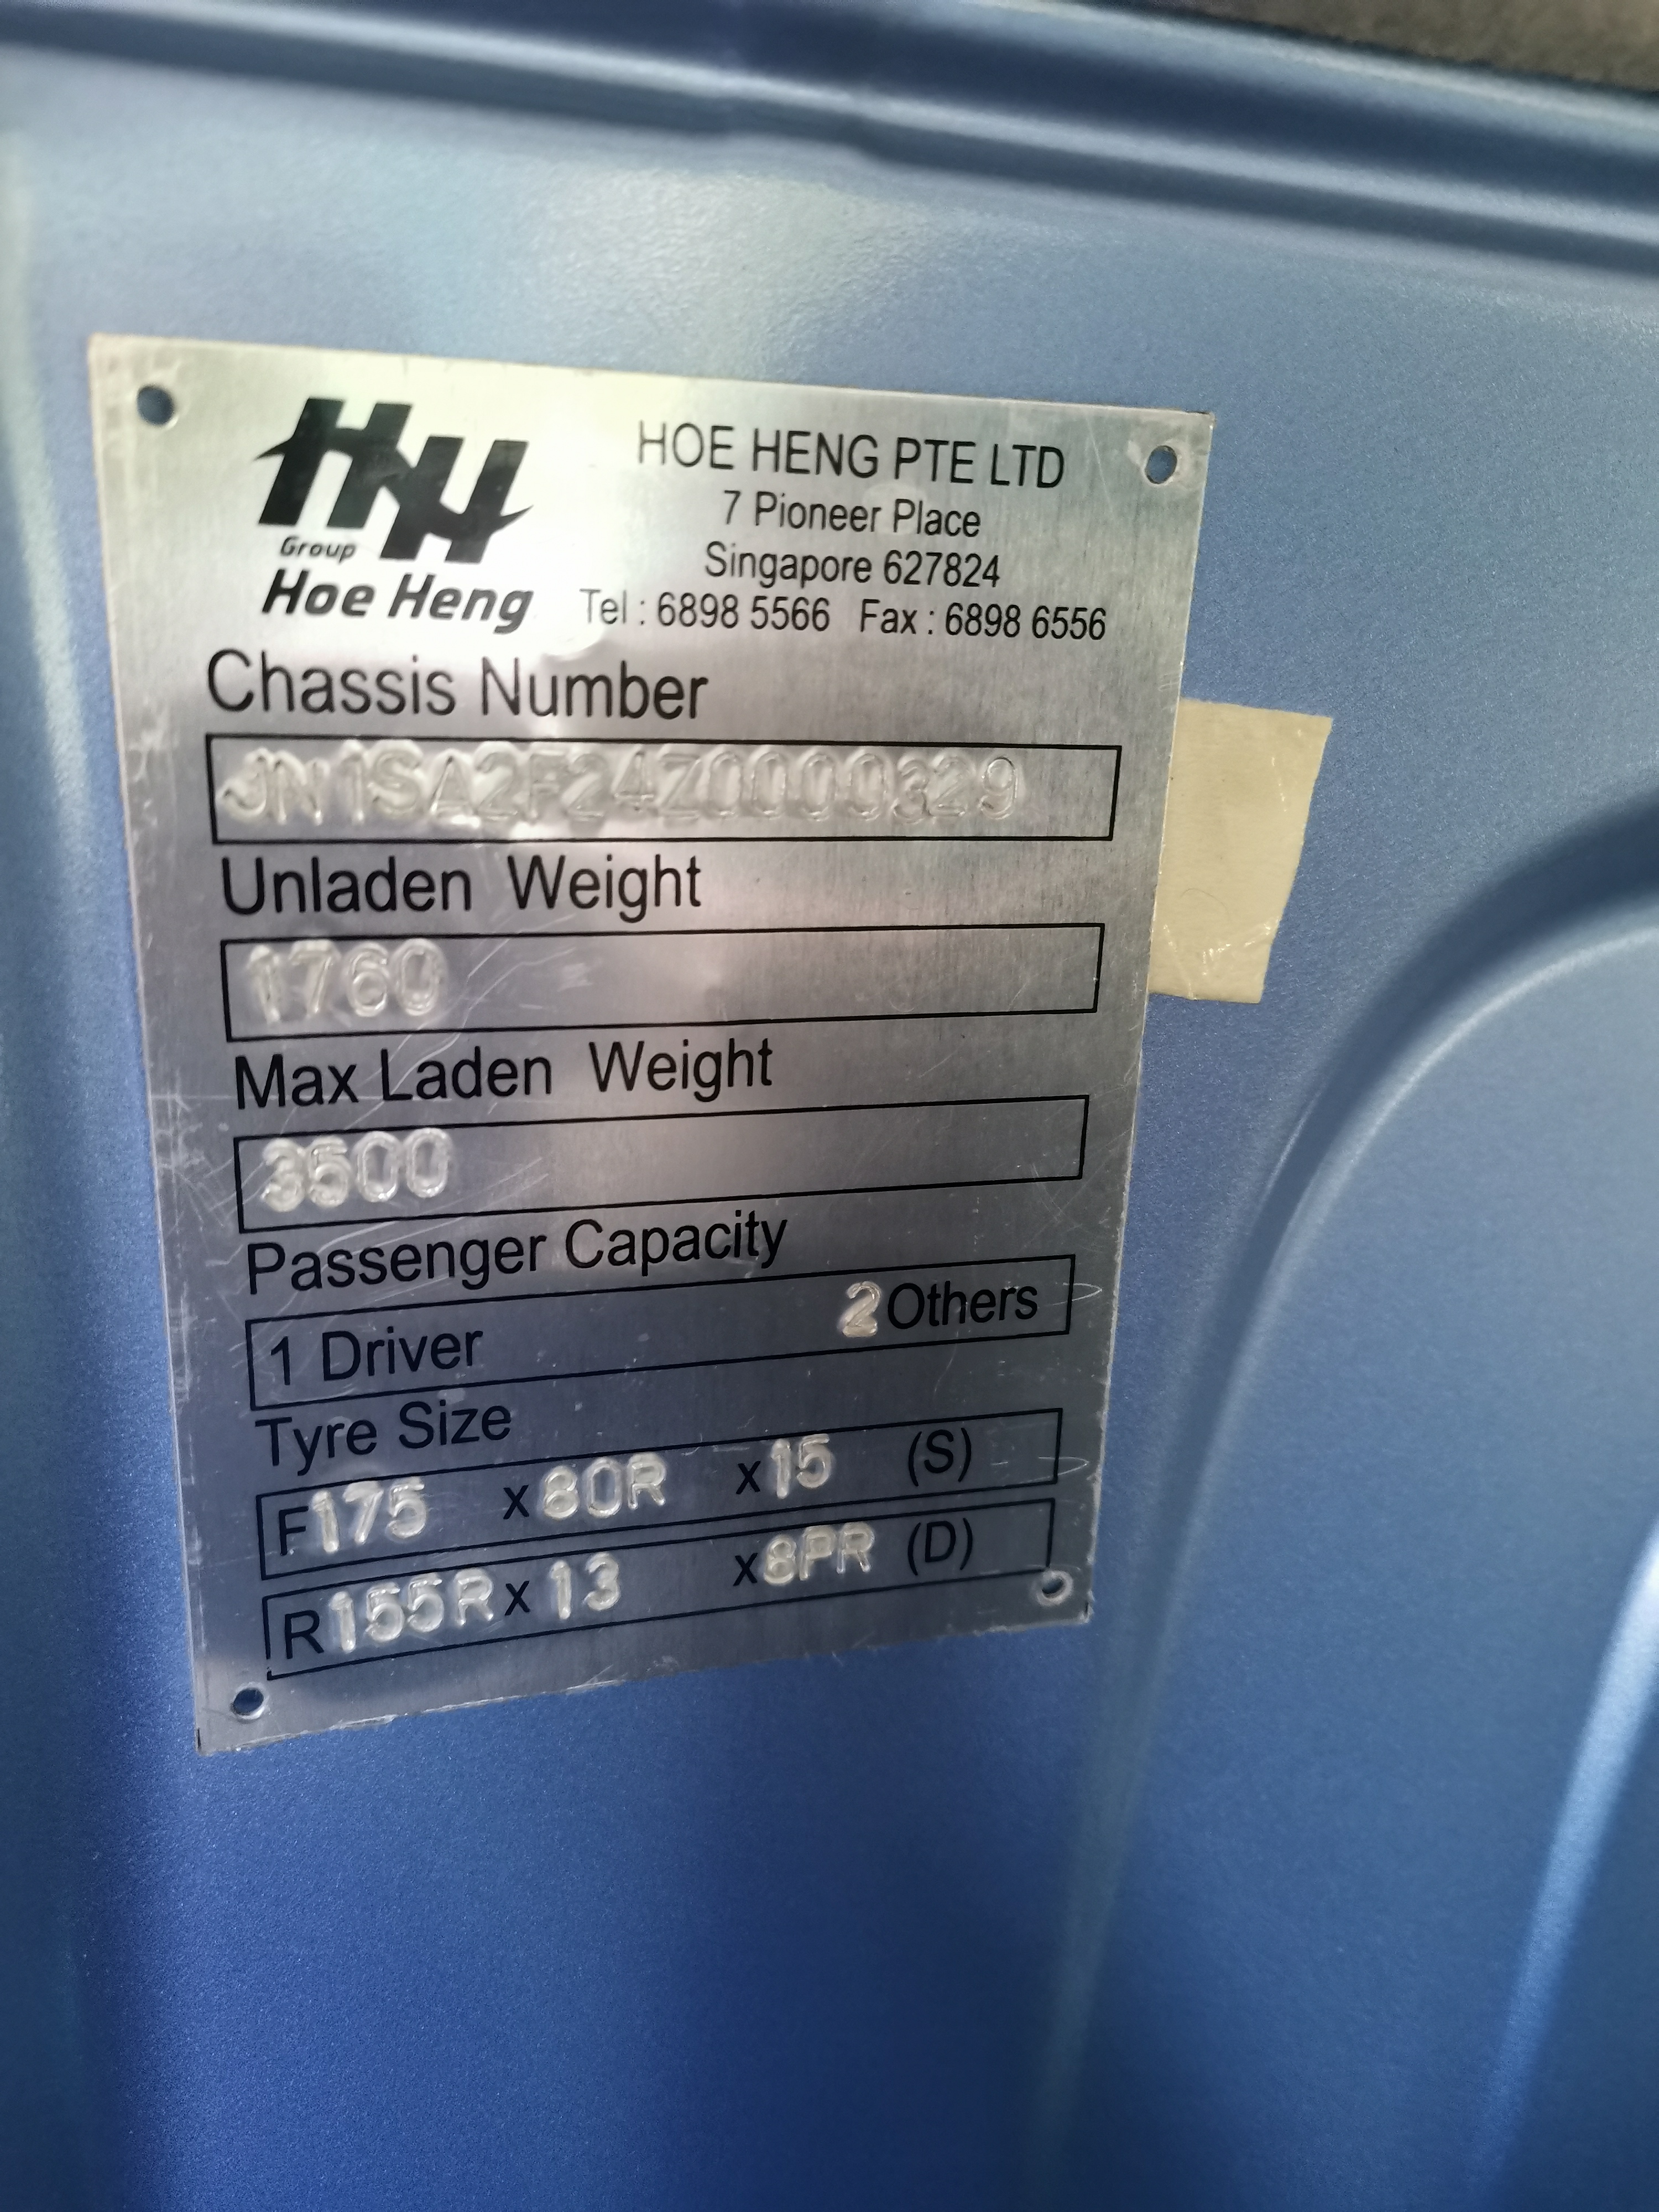 HH
Group
Hoe Heng
HOE HENG PTE LTD
7 Pioneer Place
Singapore 627824
Tel : 6898 5566 Fax : 6898 6556
Chassis Number
JN1SA2F24Z0000329
Unladen Weight
1760
Max Laden Weight
3500
Passenger Capacity
1 Driver 2 Others
Tyre Size
F 175 x 80R x 15 (S)
R 155R x 13 x 8PR (D)